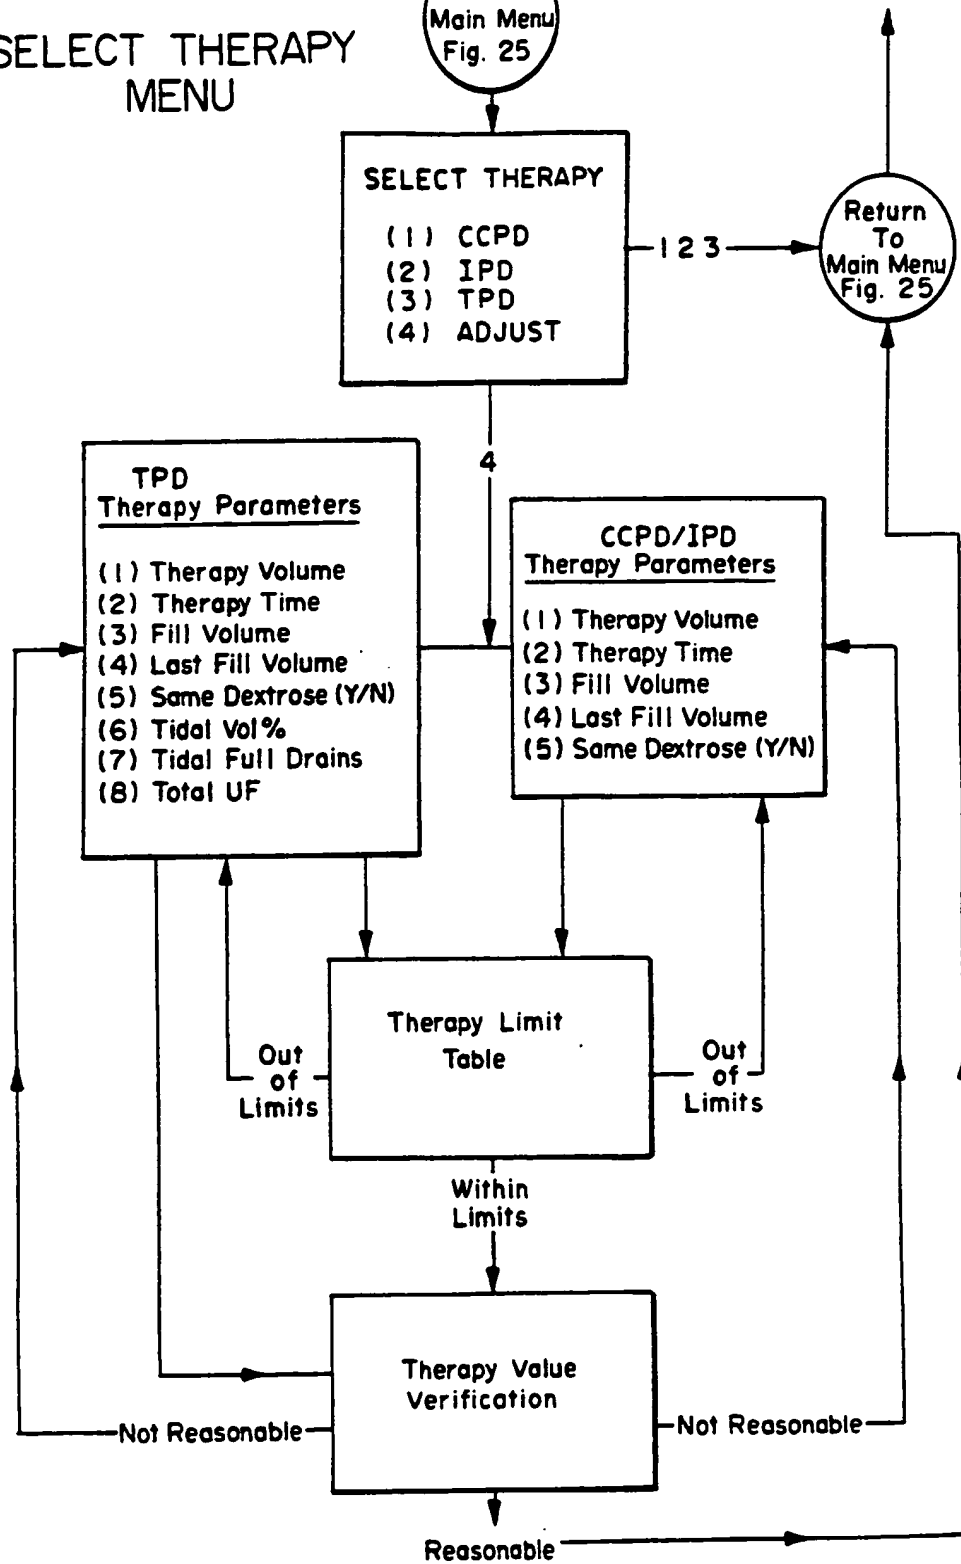 SELECT THERAPY
MENU
Main Menu
Fig. 25
SELECT THERAPY
(1) CCPD
(2) IPD
(3) TPD
(4) ADJUST
1 2 3
Return
To
Main Menu
Fig. 25
4
TPD
Therapy Parameters
(1) Therapy Volume
(2) Therapy Time
(3) Fill Volume
(4) Last Fill Volume
(5) Same Dextrose (Y/N)
(6) Tidal Vol%
(7) Tidal Full Drains
(8) Total UF
CCPD/IPD
Therapy Parameters
(1) Therapy Volume
(2) Therapy Time
(3) Fill Volume
(4) Last Fill Volume
(5) Same Dextrose (Y/N)
Therapy Limit
Table
Out
of
Limits
Out
of
Limits
Within
Limits
Therapy Value
Verification
Not Reasonable
Not Reasonable
Reasonable